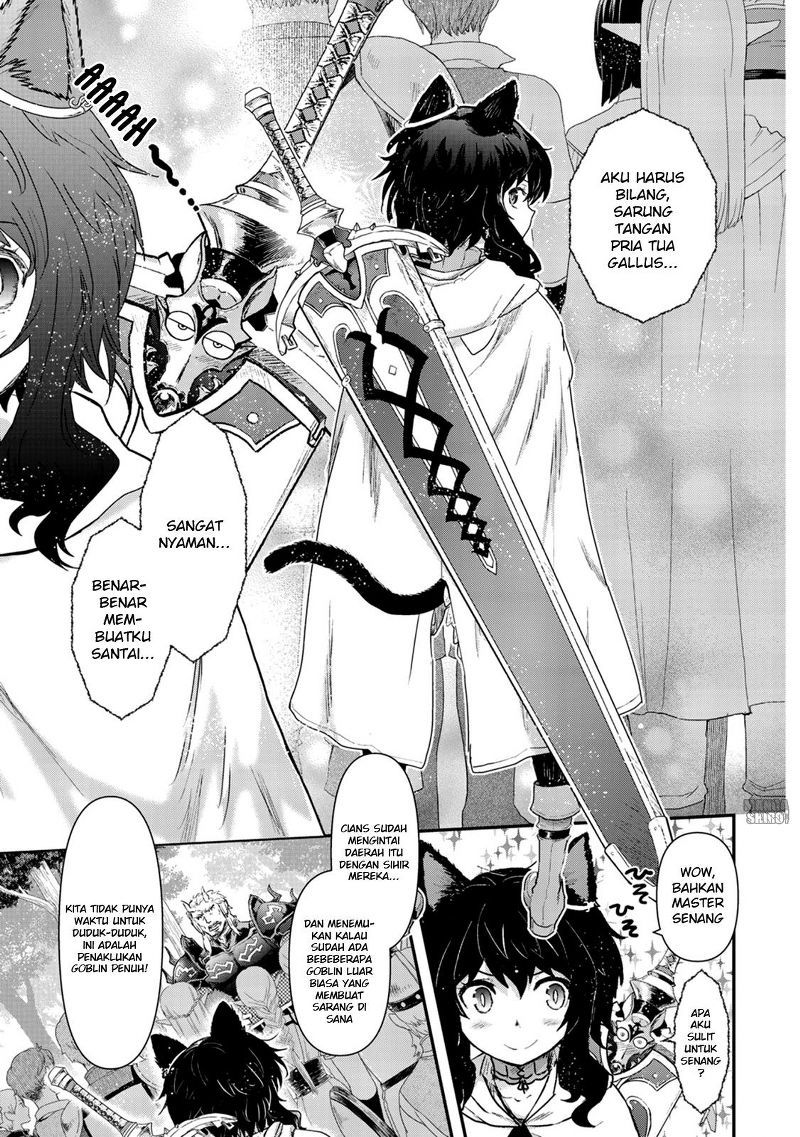 AKU HARUS
BILANG,
SARUNG
TANGAN
PRIA TUA
GALLUS...
AAAAH
SANGAT
NYAMAN...
BENAR-
BENAR
MEM-
BUATKU
SANTAI...
WOW,
BAHKAN
MASTER
SENANG
APA
AKU
SULIT
UNTUK
SENANG
?
CIANS SUDAH
MENGINTAI
DAERAH ITU
DENGAN SIHIR
MEREKA...
DAN MENEMU-
KAN KALAU
SUDAH ADA
BEBEBERAPA
GOBLIN LUAR
BIASA YANG
MEMBUAT
SARANG DI
SANA
KITA TIDAK PUNYA
WAKTU UNTUK
DUDUK-DUDUK,
INI ADALAH
PENAKLUKAN
GOBLIN PENUH!